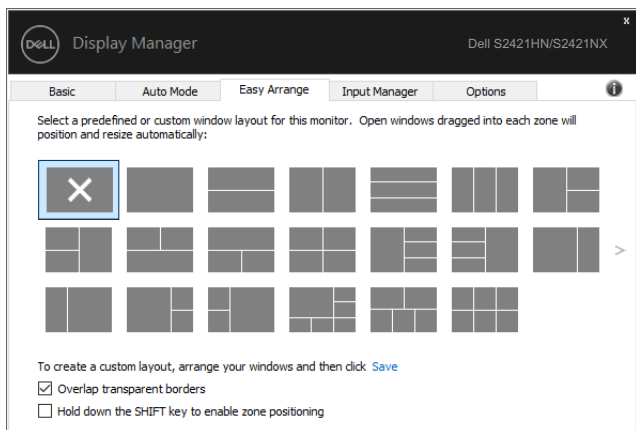 x
DELL Display Manager Dell S2421HN/S2421NX
Basic Auto Mode Easy Arrange Input Manager Options i
Select a predefined or custom window layout for this monitor. Open windows dragged into each zone will
position and resize automatically:
>
To create a custom layout, arrange your windows and then click Save
Overlap transparent borders
Hold down the SHIFT key to enable zone positioning